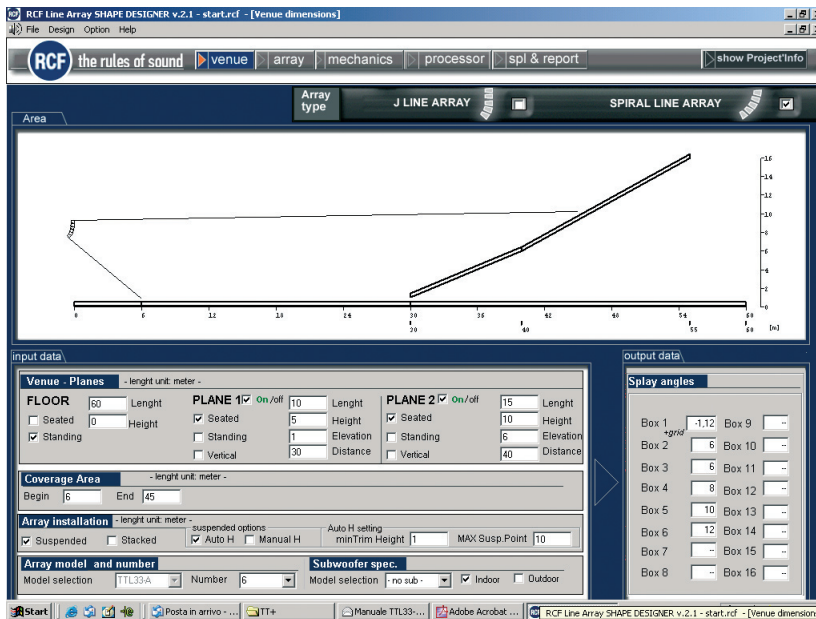 RCF Line Array SHAPE DESIGNER v.2.1 - start.rcf - [Venue dimensions]
File Design Option Help
RCF the rules of sound venue array mechanics processor spl & report show Project'Info
Array type J LINE ARRAY SPIRAL LINE ARRAY
Area
16
14
12
10
8
6
4
2
0
0 6 12 18 24 30 36 42 48 54 60
20 40 55 60 [m]
input data
output data
Venue - Planes - lenght unit: meter -
FLOOR 60 Lenght
Seated 0 Height
Standing
PLANE 1 On/off 10 Lenght
Seated 5 Height
Standing 1 Elevation
Vertical 30 Distance
PLANE 2 On/off 15 Lenght
Seated 10 Height
Standing 6 Elevation
Vertical 40 Distance
Coverage Area - lenght unit: meter -
Begin 6 End 45
Array installation - lenght unit: meter -
Suspended Stacked
suspended options
Auto H Manual H
Auto H setting
minTrim Height 1 MAX Susp.Point 10
Array model and number
Model selection TTL33-A Number 6
Subwoofer spec.
Model selection - no sub - Indoor Outdoor
Splay angles
Box 1 -1,12 Box 9 --
+grid
Box 2 6 Box 10 --
Box 3 6 Box 11 --
Box 4 8 Box 12 --
Box 5 10 Box 13 --
Box 6 12 Box 14 --
Box 7 -- Box 15 --
Box 8 -- Box 16 --
Start Posta in arrivo - ... TT+ Manuale TTL33-... Adobe Acrobat ... RCF Line Array SHAPE DESIGNER v.2.1 - start.rcf - [Venue dimensions